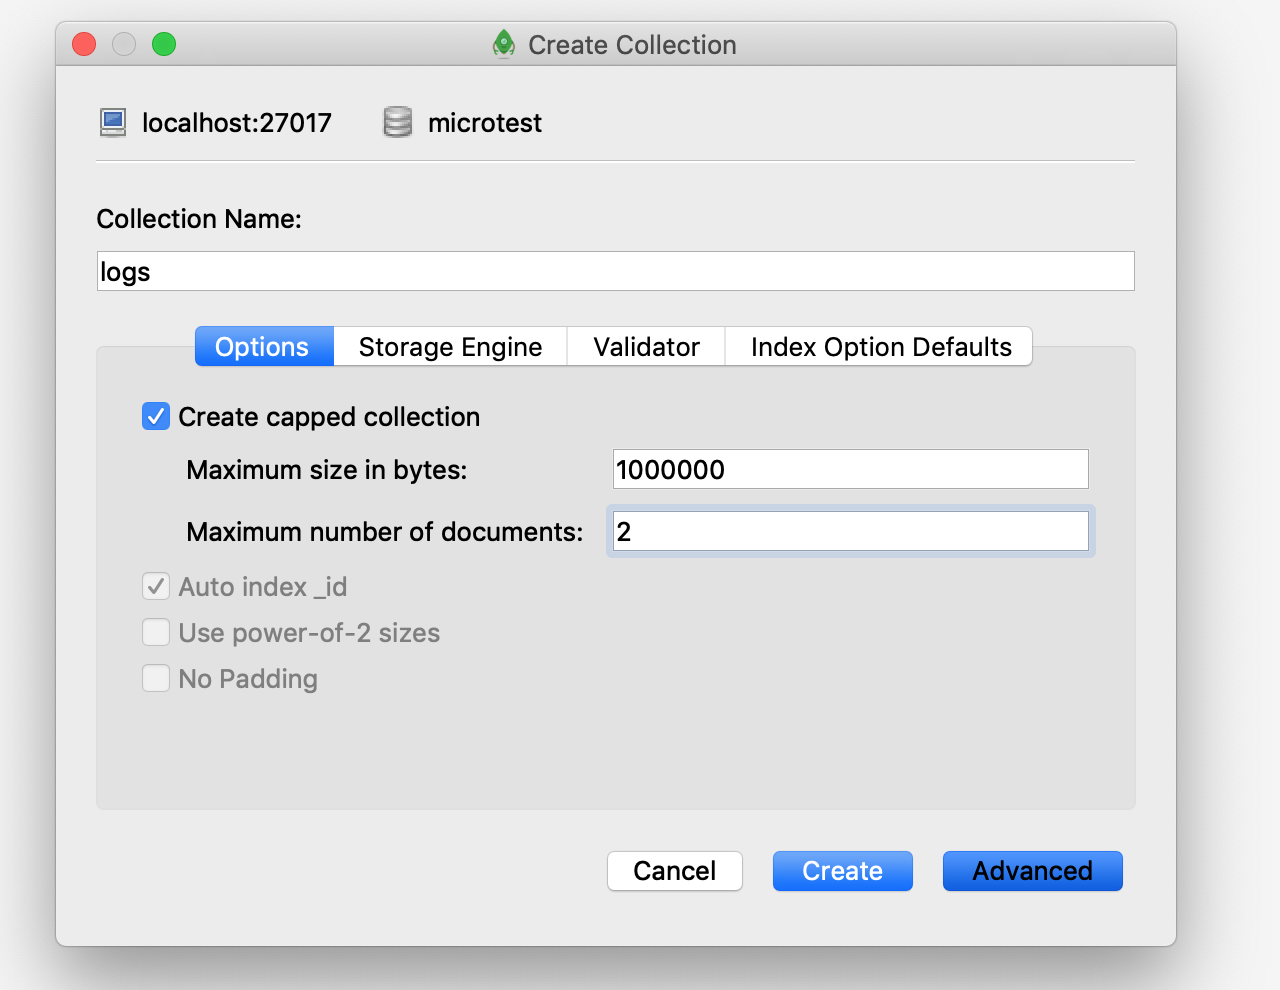 Create Collection
localhost:27017 microtest
Collection Name:
logs
Options Storage Engine Validator Index Option Defaults
Create capped collection
Maximum size in bytes: 1000000
Maximum number of documents: 2
Auto index _id
Use power-of-2 sizes
No Padding
Cancel Create Advanced